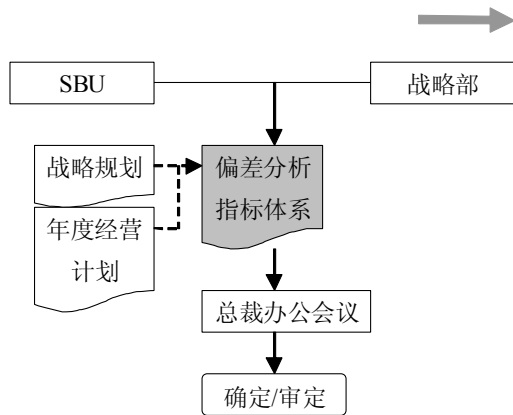 SBU
战略部
战略规划
偏差分析
指标体系
年度经营
计划
总裁办公会议
确定/审定